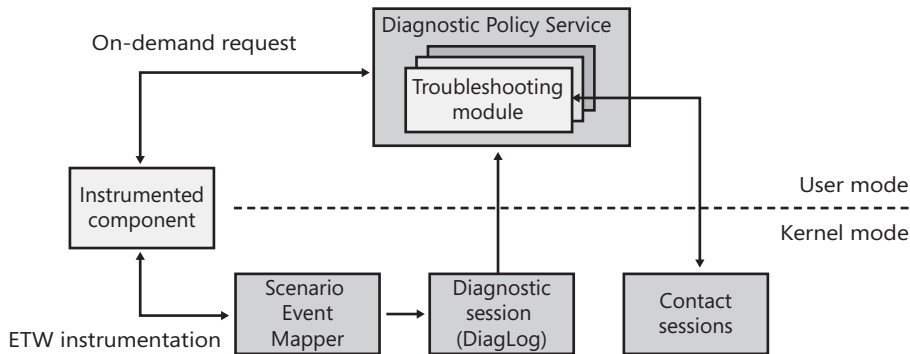 Diagnostic Policy Service
On-demand request
Troubleshooting
module
Instrumented
component
User mode
Kernel mode
Scenario
Event
Mapper
Diagnostic
session
(DiagLog)
Contact
sessions
ETW instrumentation